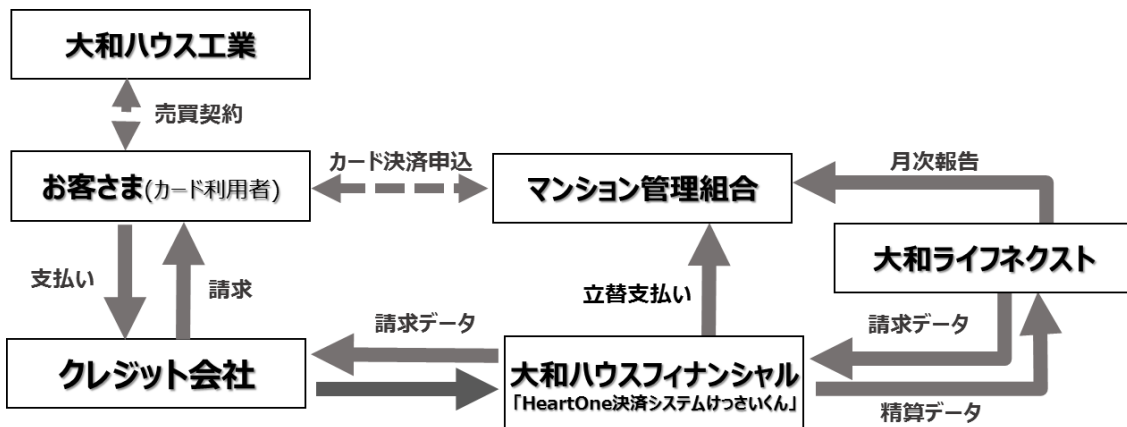 大和ハウス工業
売買契約
お客さま(カード利用者)
カード決済申込
マンション管理組合
月次報告
大和ライフネクスト
支払い
請求
立替支払い
請求データ
請求データ
クレジット会社
大和ハウスフィナンシャル
「HeartOne決済システムけっさいくん」
精算データ